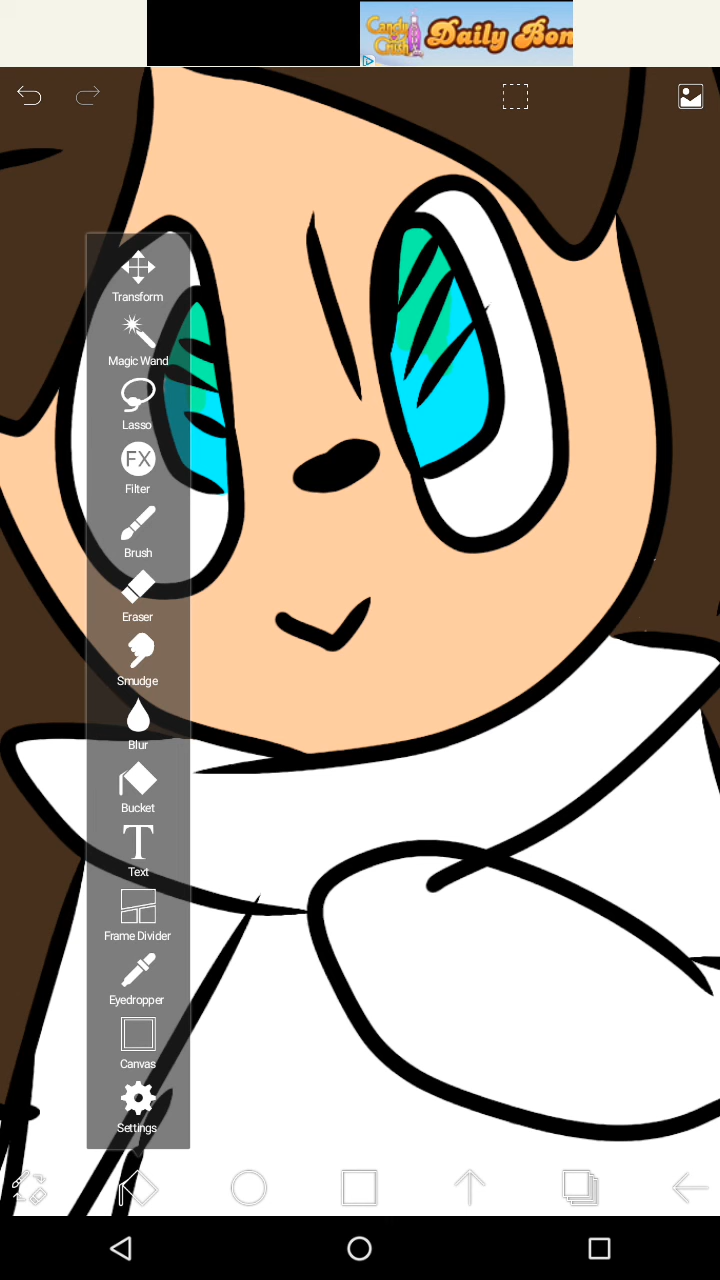 Candy
Crush
Daily Bon
Transform
Magic Wand
Lasso
FX
Filter
Brush
Eraser
Smudge
Blur
Bucket
T
Text
Frame Divider
Eyedropper
Canvas
Settings